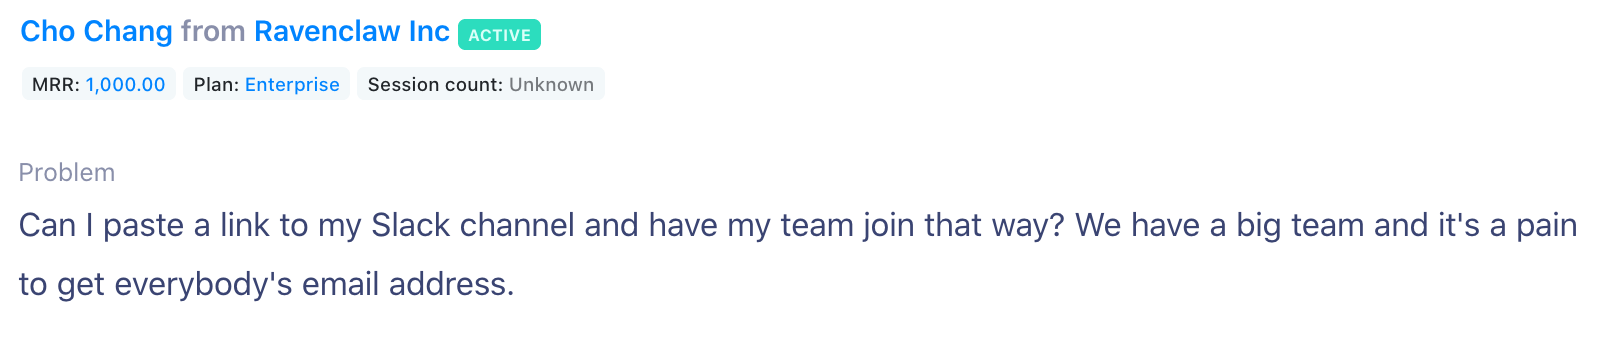 Cho Chang from Ravenclaw Inc ACTIVE
MRR: 1,000.00 Plan: Enterprise Session count: Unknown
Problem
Can I paste a link to my Slack channel and have my team join that way? We have a big team and it's a pain
to get everybody's email address.